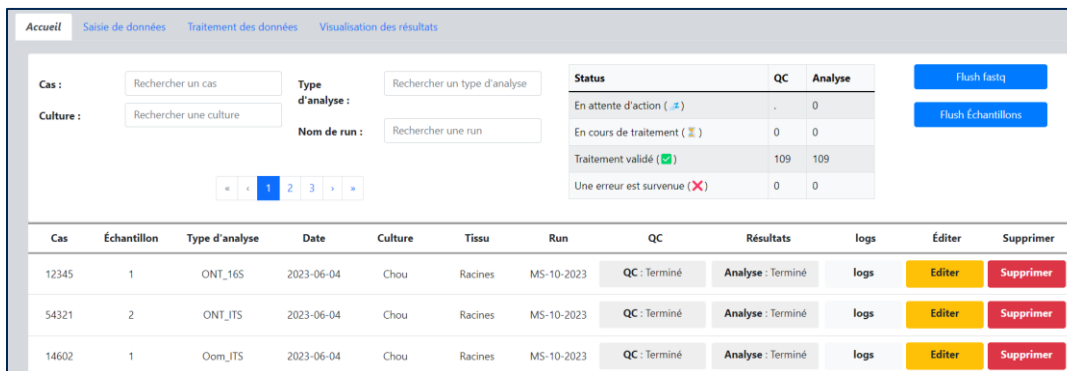 Accueil Saisie de données Traitement des données Visualisation des résultats
Cas : Rechercher un cas
Culture : Rechercher une culture
Type d'analyse : Rechercher un type d'analyse
Nom de run : Rechercher une run
« ‹ 1 2 3 › »
Status QC Analyse
En attente d'action (💤) . 0
En cours de traitement (⏳) 0 0
Traitement validé (✅) 109 109
Une erreur est survenue (❌) 0 0
Flush fastq
Flush Échantillons
Cas Échantillon Type d'analyse Date Culture Tissu Run QC Résultats logs Éditer Supprimer
12345 1 ONT_16S 2023-06-04 Chou Racines MS-10-2023 QC : Terminé Analyse : Terminé logs Editer Supprimer
54321 2 ONT_ITS 2023-06-04 Chou Racines MS-10-2023 QC : Terminé Analyse : Terminé logs Editer Supprimer
14602 1 Oom_ITS 2023-06-04 Chou Racines MS-10-2023 QC : Terminé Analyse : Terminé logs Editer Supprimer